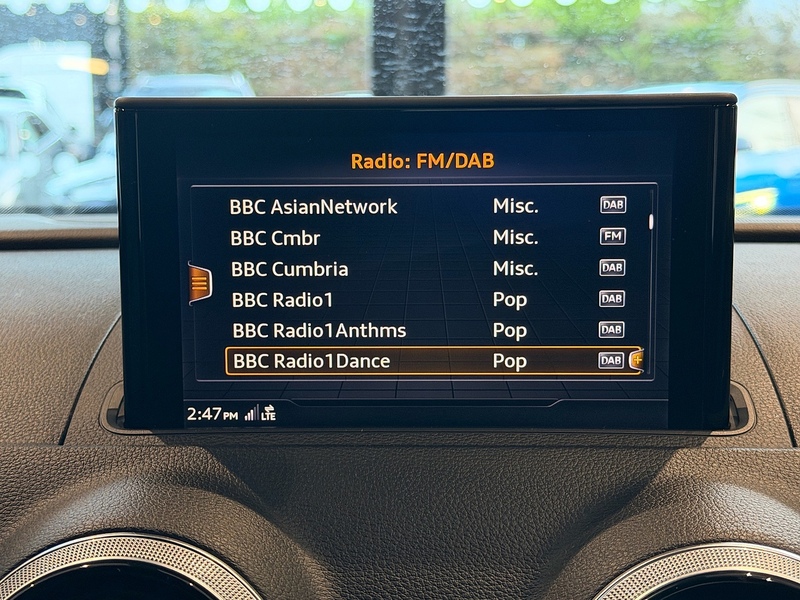 Radio: FM/DAB
BBC AsianNetwork Misc. DAB
BBC Cmbr Misc. FM
BBC Cumbria Misc. DAB
BBC Radio1 Pop DAB
BBC Radio1Anthms Pop DAB
BBC Radio1Dance Pop DAB
2:47PM LTE